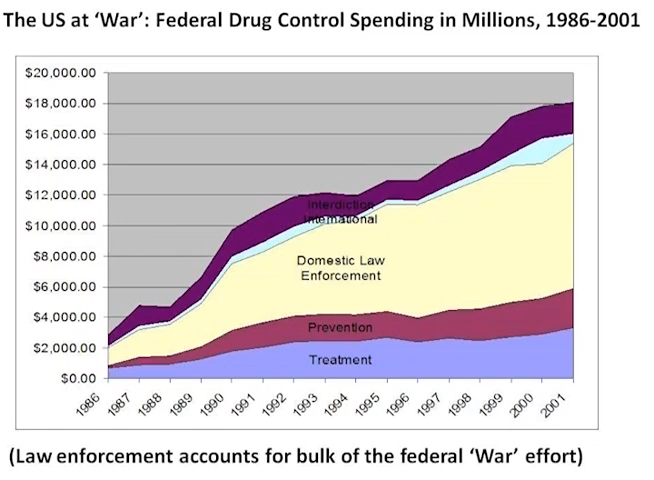 The US at ‘War’: Federal Drug Control Spending in Millions, 1986-2001
$20,000.00
$18,000.00
$16,000.00
$14,000.00
$12,000.00
$10,000.00
$8,000.00
$6,000.00
$4,000.00
$2,000.00
$0.00
Interdiction
International
Domestic Law
Enforcement
Prevention
Treatment
1986 1987 1988 1989 1990 1991 1992 1993 1994 1995 1996 1997 1998 1999 2000 2001
(Law enforcement accounts for bulk of the federal ‘War’ effort)